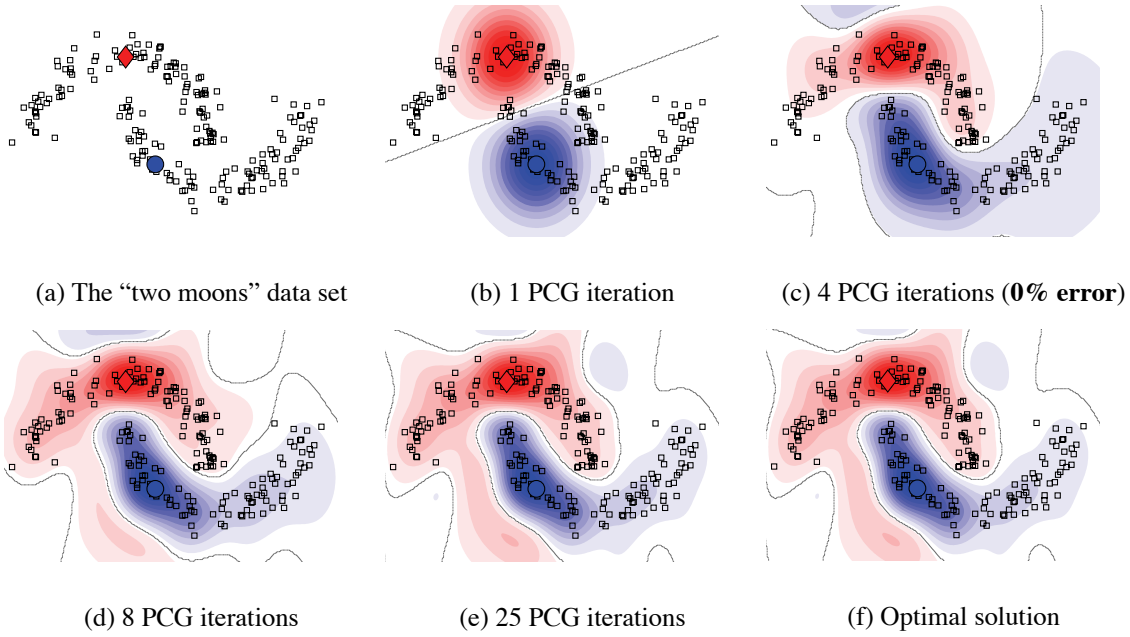 (a) The “two moons” data set
(b) 1 PCG iteration
(c) 4 PCG iterations (0% error)
(d) 8 PCG iterations
(e) 25 PCG iterations
(f) Optimal solution